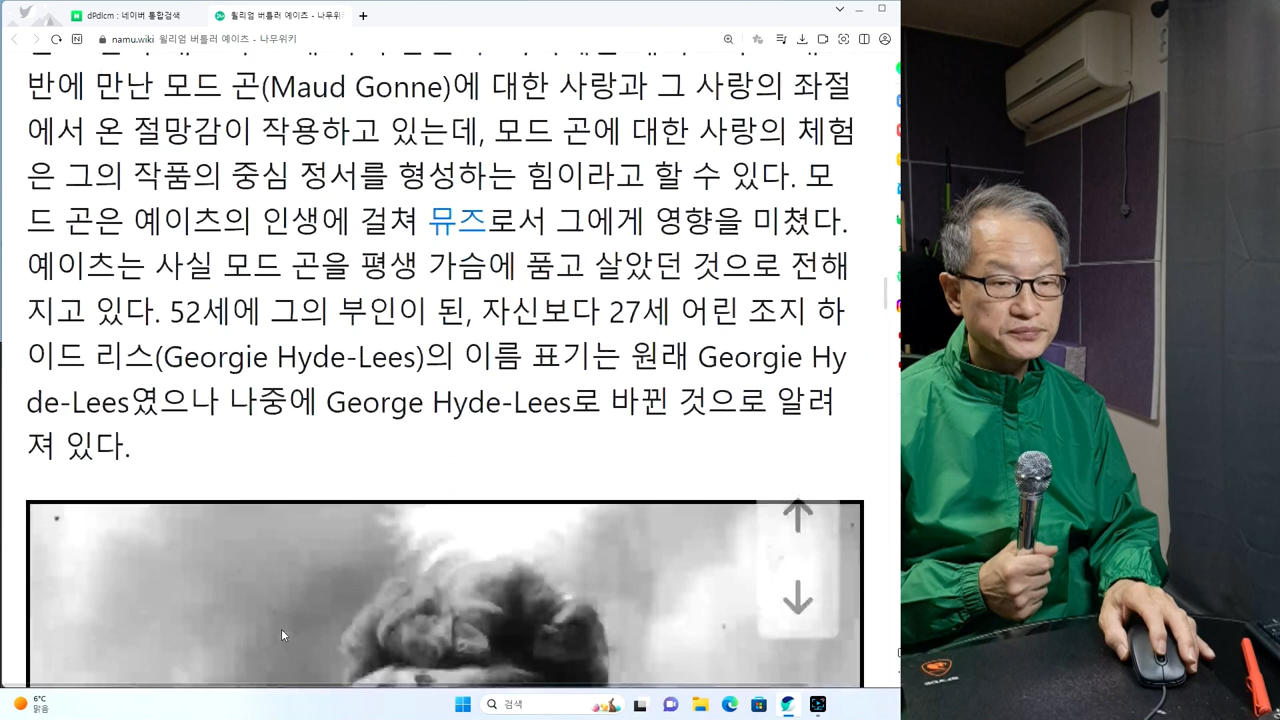 dPdlcm : 네이버 통합검색
윌리엄 버틀러 예이츠 - 나무위
namu.wiki 윌리엄 버틀러 예이츠 - 나무위키
반에 만난 모드 곤(Maud Gonne)에 대한 사랑과 그 사랑의 좌절
에서 온 절망감이 작용하고 있는데, 모드 곤에 대한 사랑의 체험
은 그의 작품의 중심 정서를 형성하는 힘이라고 할 수 있다. 모
드 곤은 예이츠의 인생에 걸쳐 뮤즈로서 그에게 영향을 미쳤다.
예이츠는 사실 모드 곤을 평생 가슴에 품고 살았던 것으로 전해
지고 있다. 52세에 그의 부인이 된, 자신보다 27세 어린 조지 하
이드 리스(Georgie Hyde-Lees)의 이름 표기는 원래 Georgie Hy
de-Lees였으나 나중에 George Hyde-Lees로 바뀐 것으로 알려
져 있다.
6°C
맑음
검색